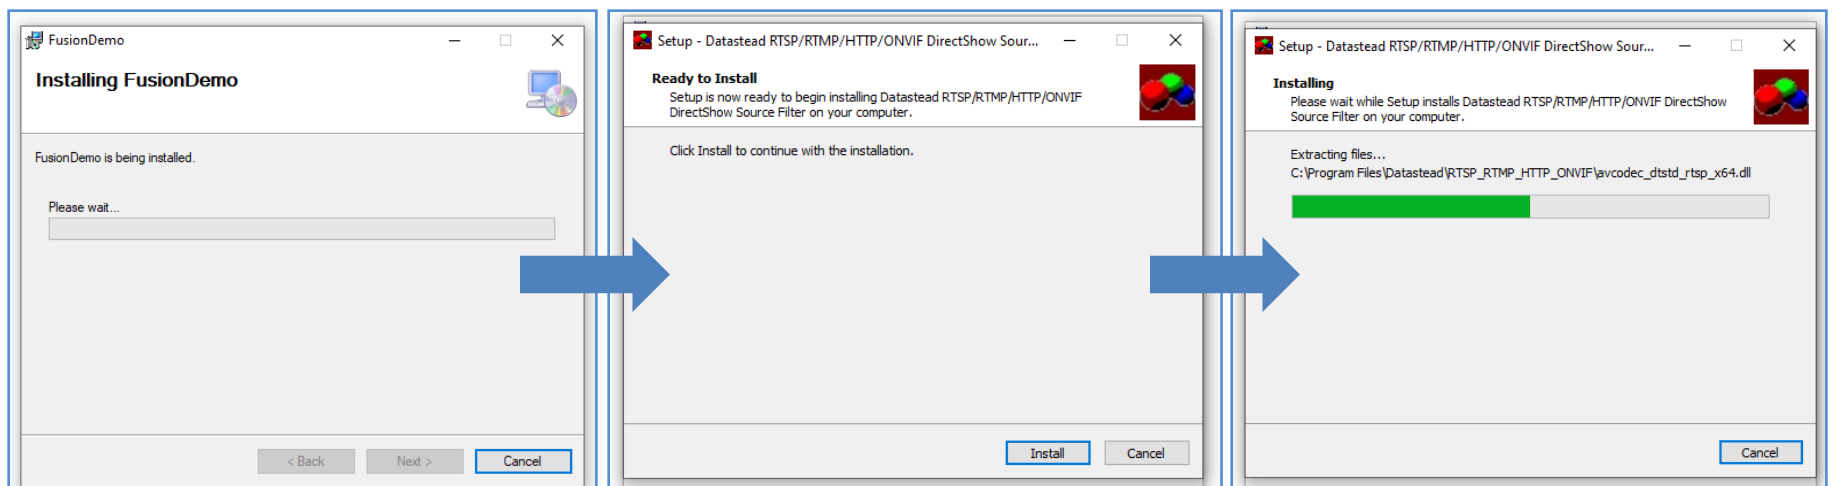 FusionDemo
Installing FusionDemo
FusionDemo is being installed.
Please wait...
< Back
Next >
Cancel
Setup - Datastead RTSP/RTMP/HTTP/ONVIF DirectShow Sour...
Ready to Install
Setup is now ready to begin installing Datastead RTSP/RTMP/HTTP/ONVIF
DirectShow Source Filter on your computer.
Click Install to continue with the installation.
Install
Cancel
Setup - Datastead RTSP/RTMP/HTTP/ONVIF DirectShow Sour...
Installing
Please wait while Setup installs Datastead RTSP/RTMP/HTTP/ONVIF DirectShow
Source Filter on your computer.
Extracting files...
C:\Program Files\Datastead\RTSP_RTMP_HTTP_ONVIF\avcodec_dtstd_rtsp_x64.dll
Cancel